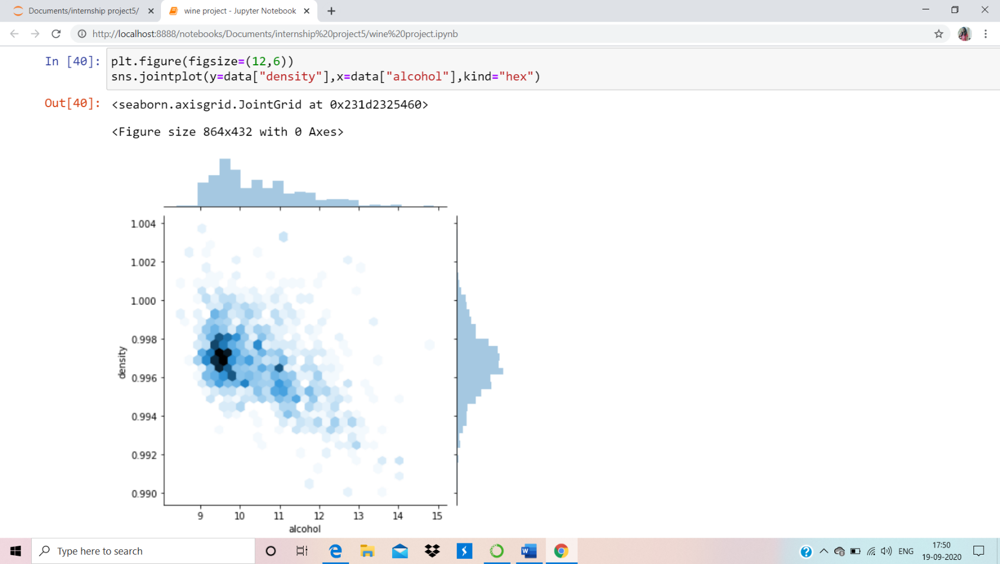 Documents/internship project5/
wine project - Jupyter Notebook
http://localhost:8888/notebooks/Documents/internship%20project5/wine%20project.ipynb
In [40]: plt.figure(figsize=(12,6))
sns.jointplot(y=data["density"],x=data["alcohol"],kind="hex")
Out[40]: <seaborn.axisgrid.JointGrid at 0x231d2325460>
<Figure size 864x432 with 0 Axes>
1.004
1.002
1.000
0.998
0.996
0.994
0.992
0.990
density
9 10 11 12 13 14 15
alcohol
Type here to search
W
ENG
17:50
19-09-2020